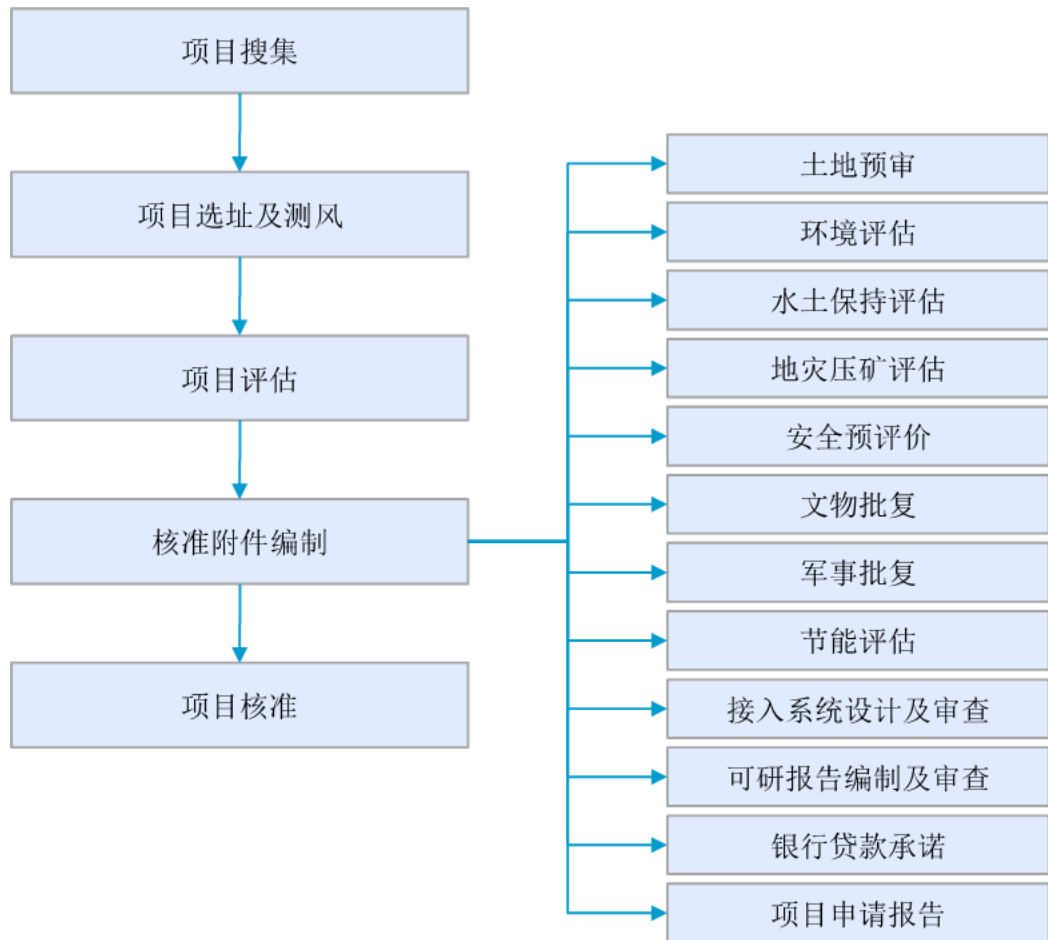 项目搜集
项目选址及测风
项目评估
核准附件编制
项目核准
土地预审
环境评估
水土保持评估
地灾压矿评估
安全预评价
文物批复
军事批复
节能评估
接入系统设计及审查
可研报告编制及审查
银行贷款承诺
项目申请报告